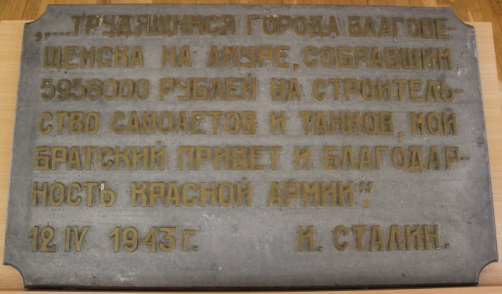 „....ТРУДЯЩИМСЯ ГОРОДА БЛАГОВЕ-
ЩЕНСКА НА АМУРЕ, СОБРАВШИМ
5956000 РУБЛЕЙ НА СТРОИТЕЛЬ-
СТВО САМОЛЕТОВ И ТАНКОВ, МОЙ
БРАТСКИЙ ПРИВЕТ И БЛАГОДАР-
НОСТЬ КРАСНОЙ АРМИИ."
12 IV 1943 Г. И. СТАЛИН.